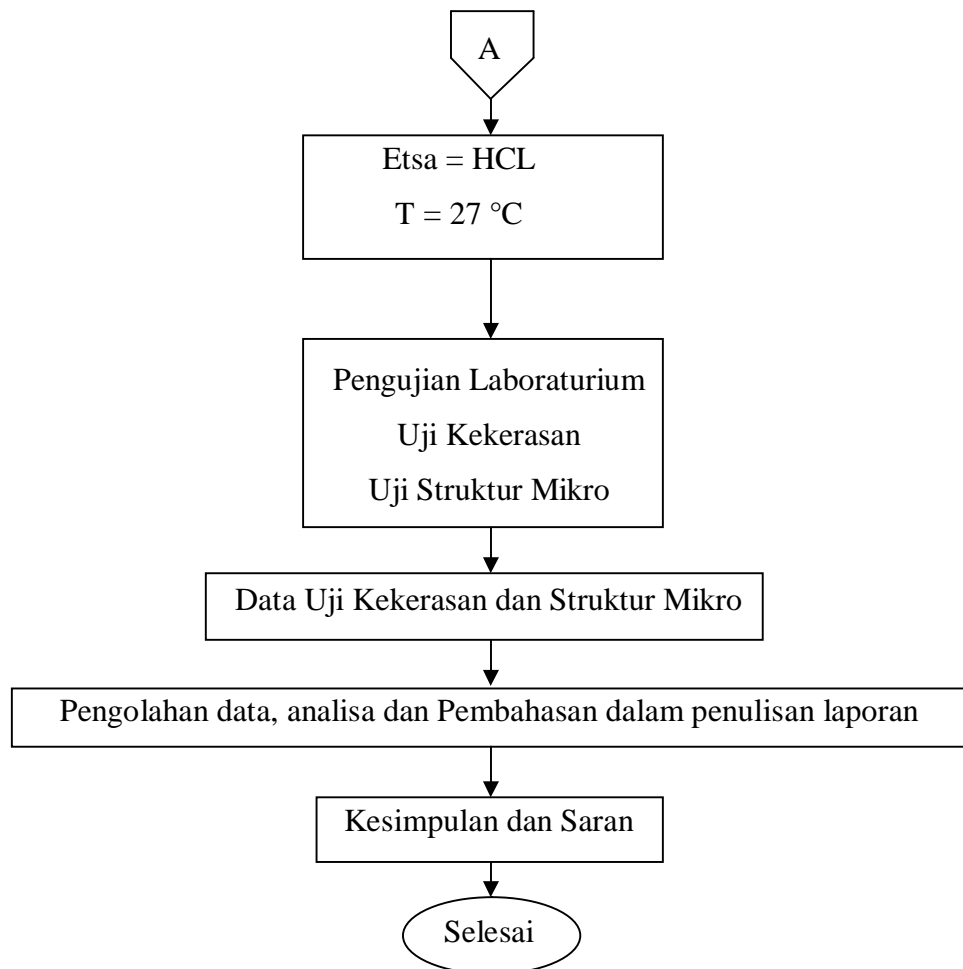 A
Etsa = HCL
T = 27 °C
Pengujian Laboraturium
Uji Kekerasan
Uji Struktur Mikro
Data Uji Kekerasan dan Struktur Mikro
Pengolahan data, analisa dan Pembahasan dalam penulisan laporan
Kesimpulan dan Saran
Selesai